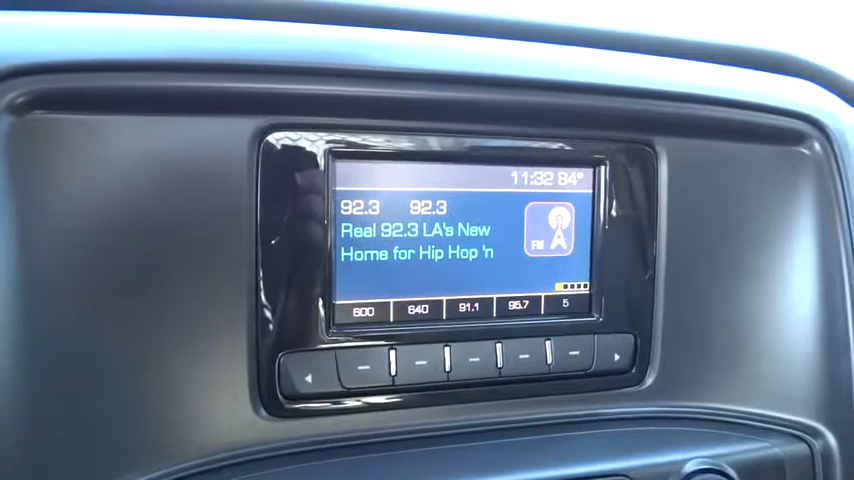 11:32 84°
92.3 92.3
Real 92.3 LA's New
Home for Hip Hop 'n
FM
600 640 91.1 95.7 5